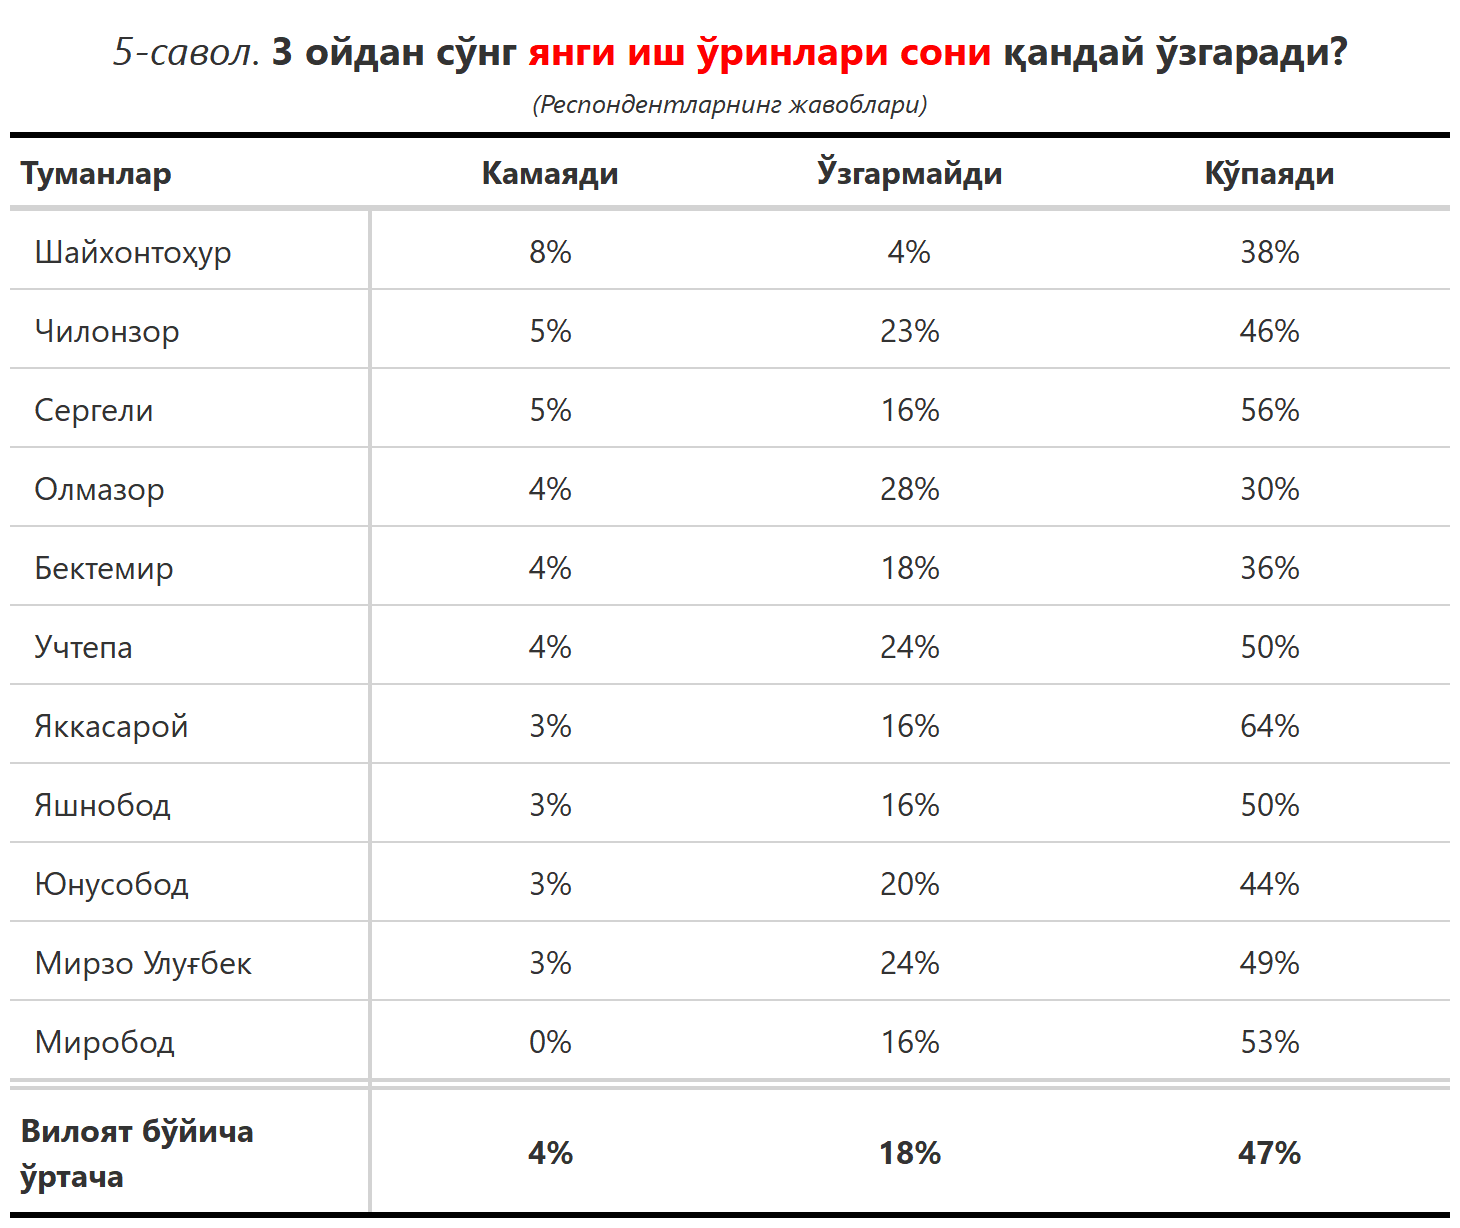 5-савол. 3 ойдан сўнг янги иш ўринлари сони қандай ўзгаради?
(Респондентларнинг жавоблари)
Туманлар Камаяди Ўзгармайди Кўпаяди
Шайхонтоҳур 8% 4% 38%
Чилонзор 5% 23% 46%
Сергели 5% 16% 56%
Олмазор 4% 28% 30%
Бектемир 4% 18% 36%
Учтепа 4% 24% 50%
Яккасарой 3% 16% 64%
Яшнобод 3% 16% 50%
Юнусобод 3% 20% 44%
Мирзо Улуғбек 3% 24% 49%
Миробод 0% 16% 53%
Вилоят бўйича
ўртача 4% 18% 47%